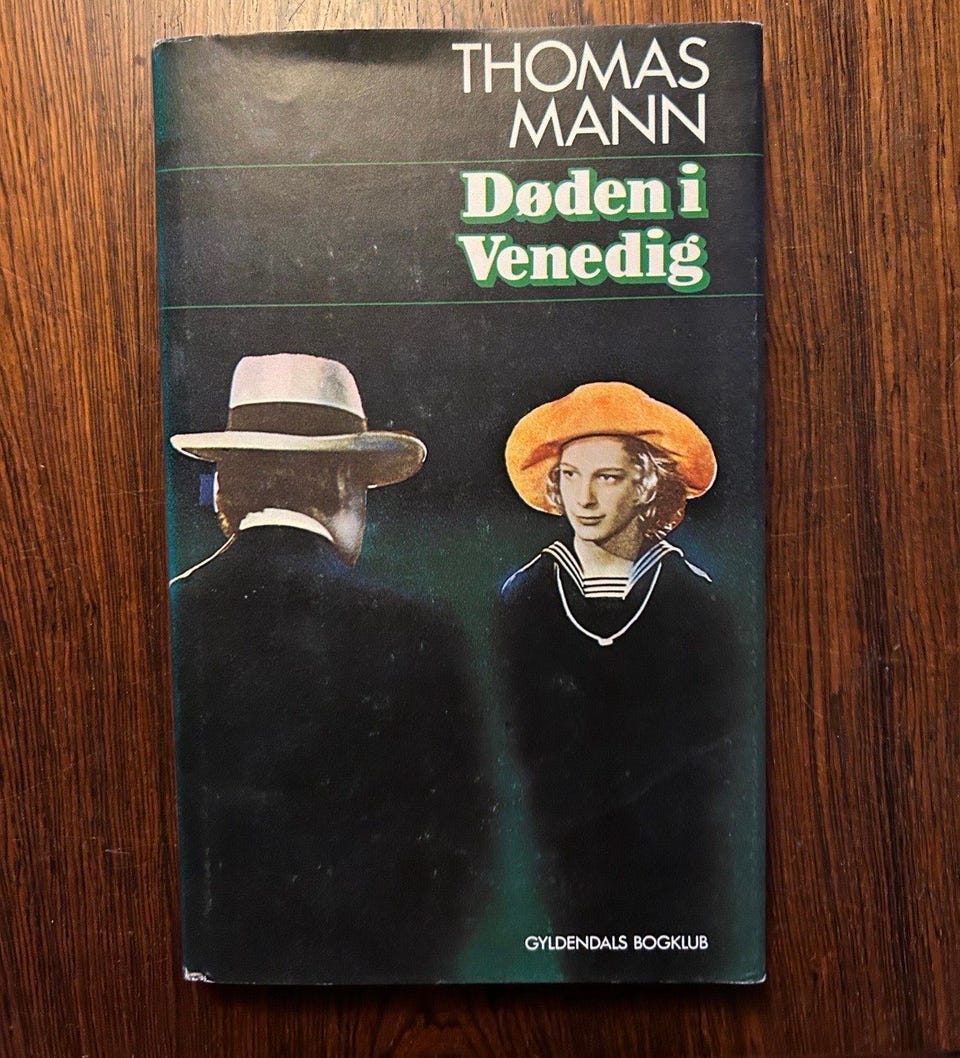 THOMAS
MANN
Døden i
Venedig
GYLDENDALS BOGKLUB